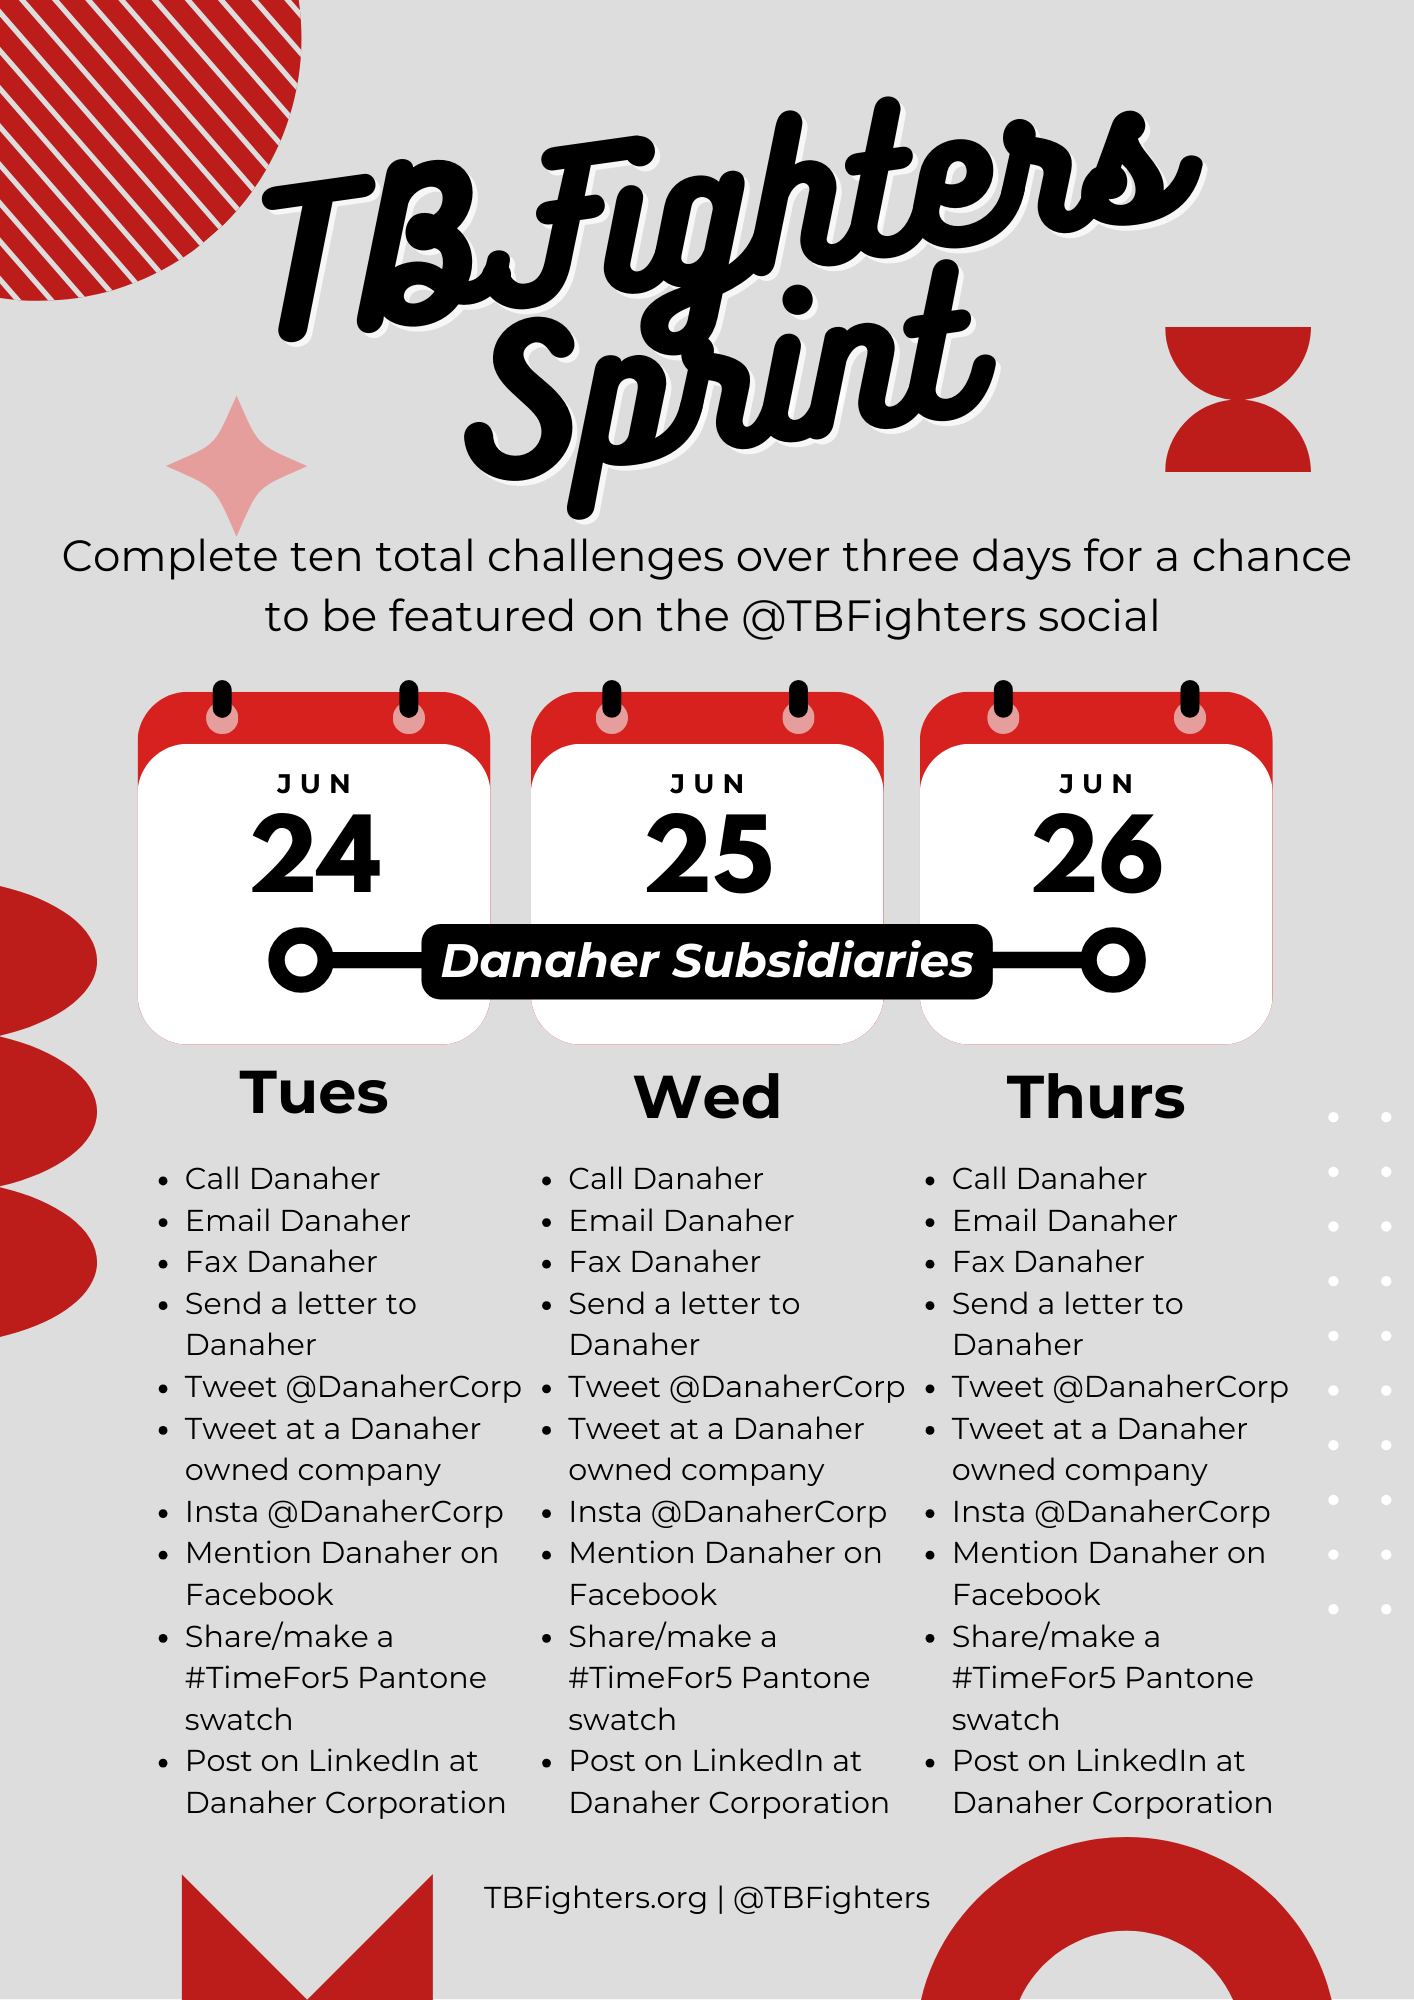 TBFighters
Sprint
Complete ten total challenges over three days for a chance
to be featured on the @TBFighters social
JUN
24
JUN
25
JUN
26
Danaher Subsidiaries
Tues
Call Danaher
Email Danaher
Fax Danaher
Send a letter to
Danaher
Tweet @DanaherCorp
Tweet at a Danaher
owned company
Insta @DanaherCorp
Mention Danaher on
Facebook
Share/make a
#TimeFor5 Pantone
swatch
Post on LinkedIn at
Danaher Corporation
Wed
Call Danaher
Email Danaher
Fax Danaher
Send a letter to
Danaher
Tweet @DanaherCorp
Tweet at a Danaher
owned company
Insta @DanaherCorp
Mention Danaher on
Facebook
Share/make a
#TimeFor5 Pantone
swatch
Post on LinkedIn at
Danaher Corporation
Thurs
Call Danaher
Email Danaher
Fax Danaher
Send a letter to
Danaher
Tweet @DanaherCorp
Tweet at a Danaher
owned company
Insta @DanaherCorp
Mention Danaher on
Facebook
Share/make a
#TimeFor5 Pantone
swatch
Post on LinkedIn at
Danaher Corporation
TBFighters.org | @TBFighters